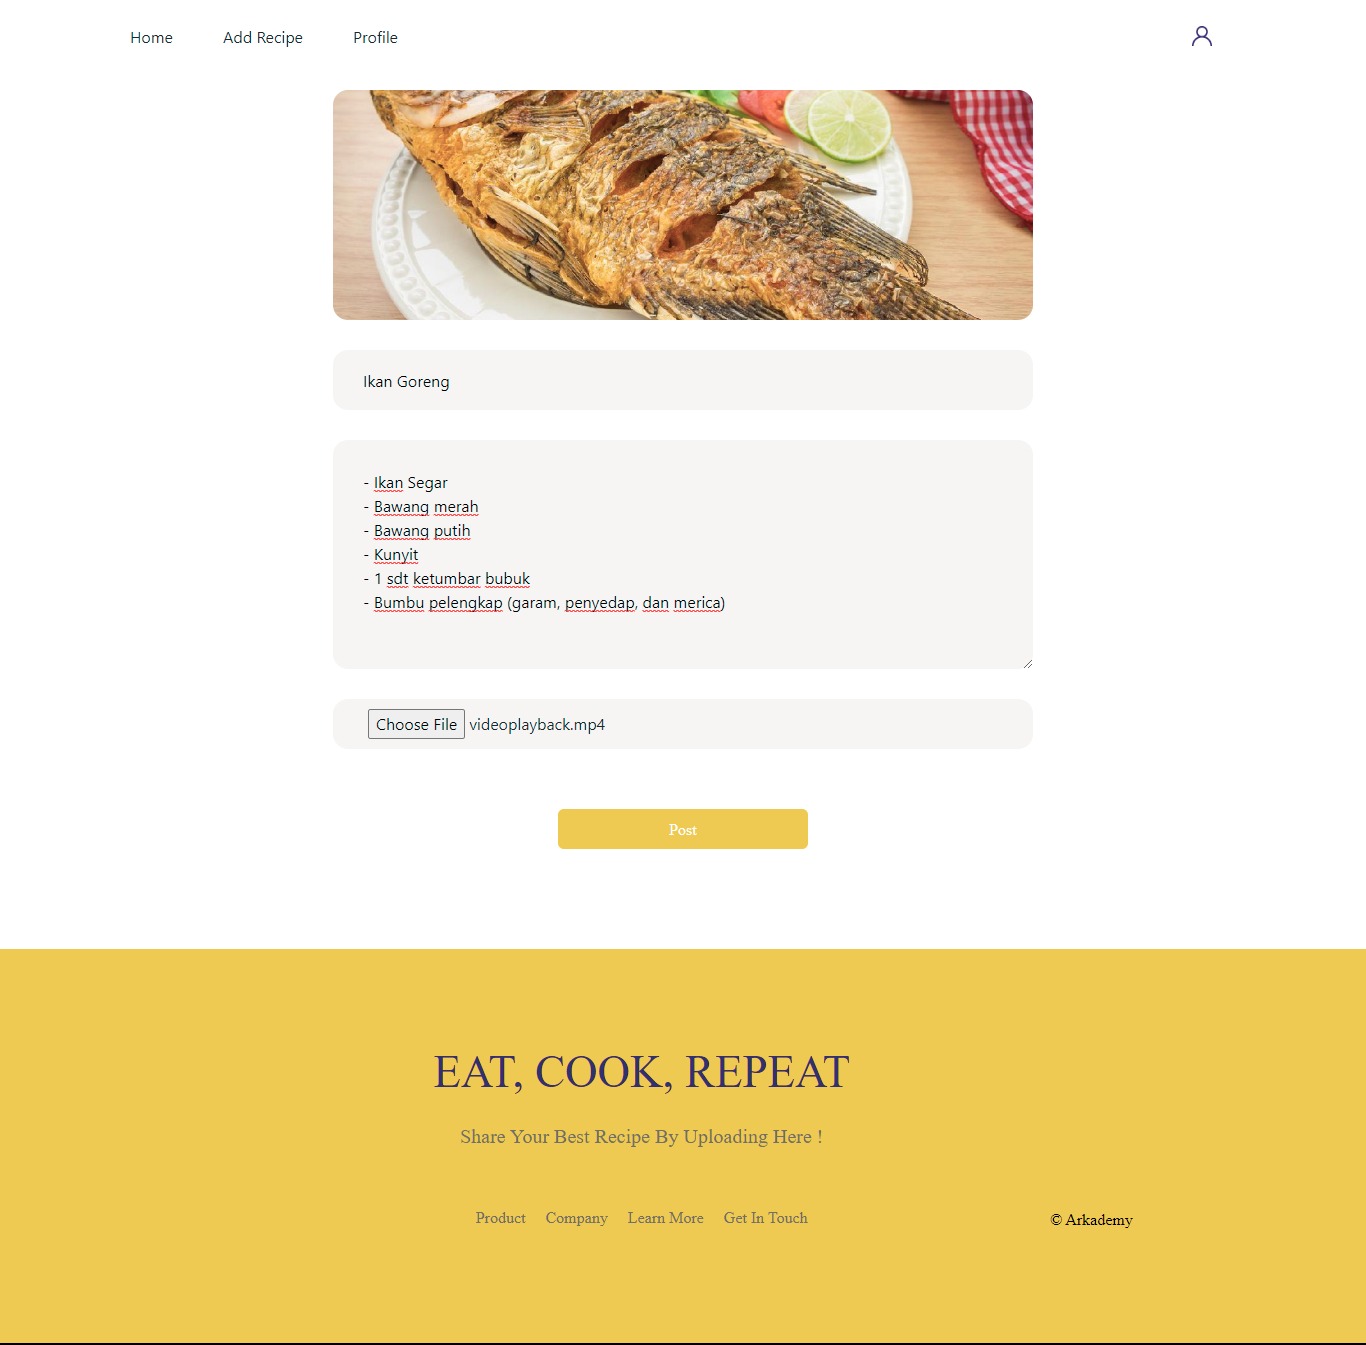 Home Add Recipe Profile
Ikan Goreng
- Ikan Segar
- Bawang merah
- Bawang putih
- Kunyit
- 1 sdt ketumbar bubuk
- Bumbu pelengkap (garam, penyedap, dan merica)
Choose File videoplayback.mp4
Post
EAT, COOK, REPEAT
Share Your Best Recipe By Uploading Here !
Product Company Learn More Get In Touch
© Arkademy